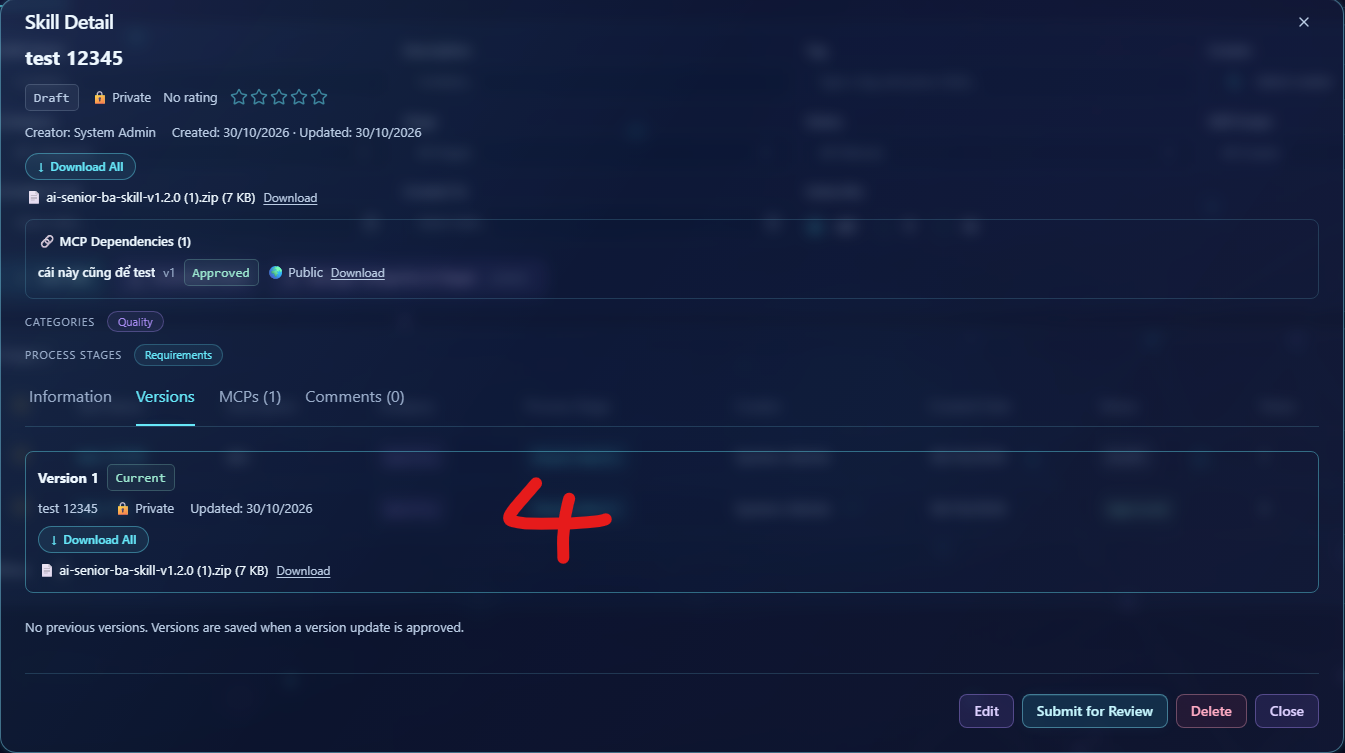 Skill Detail
test 12345
Draft 🔒 Private No rating
Creator: System Admin Created: 30/10/2026 · Updated: 30/10/2026
↓ Download All
ai-senior-ba-skill-v1.2.0 (1).zip (7 KB) Download
MCP Dependencies (1)
cái này cũng để test v1 Approved Public Download
CATEGORIES Quality
PROCESS STAGES Requirements
Information Versions MCPs (1) Comments (0)
Version 1 Current
test 12345 🔒 Private Updated: 30/10/2026
4
↓ Download All
ai-senior-ba-skill-v1.2.0 (1).zip (7 KB) Download
No previous versions. Versions are saved when a version update is approved.
Edit Submit for Review Delete Close